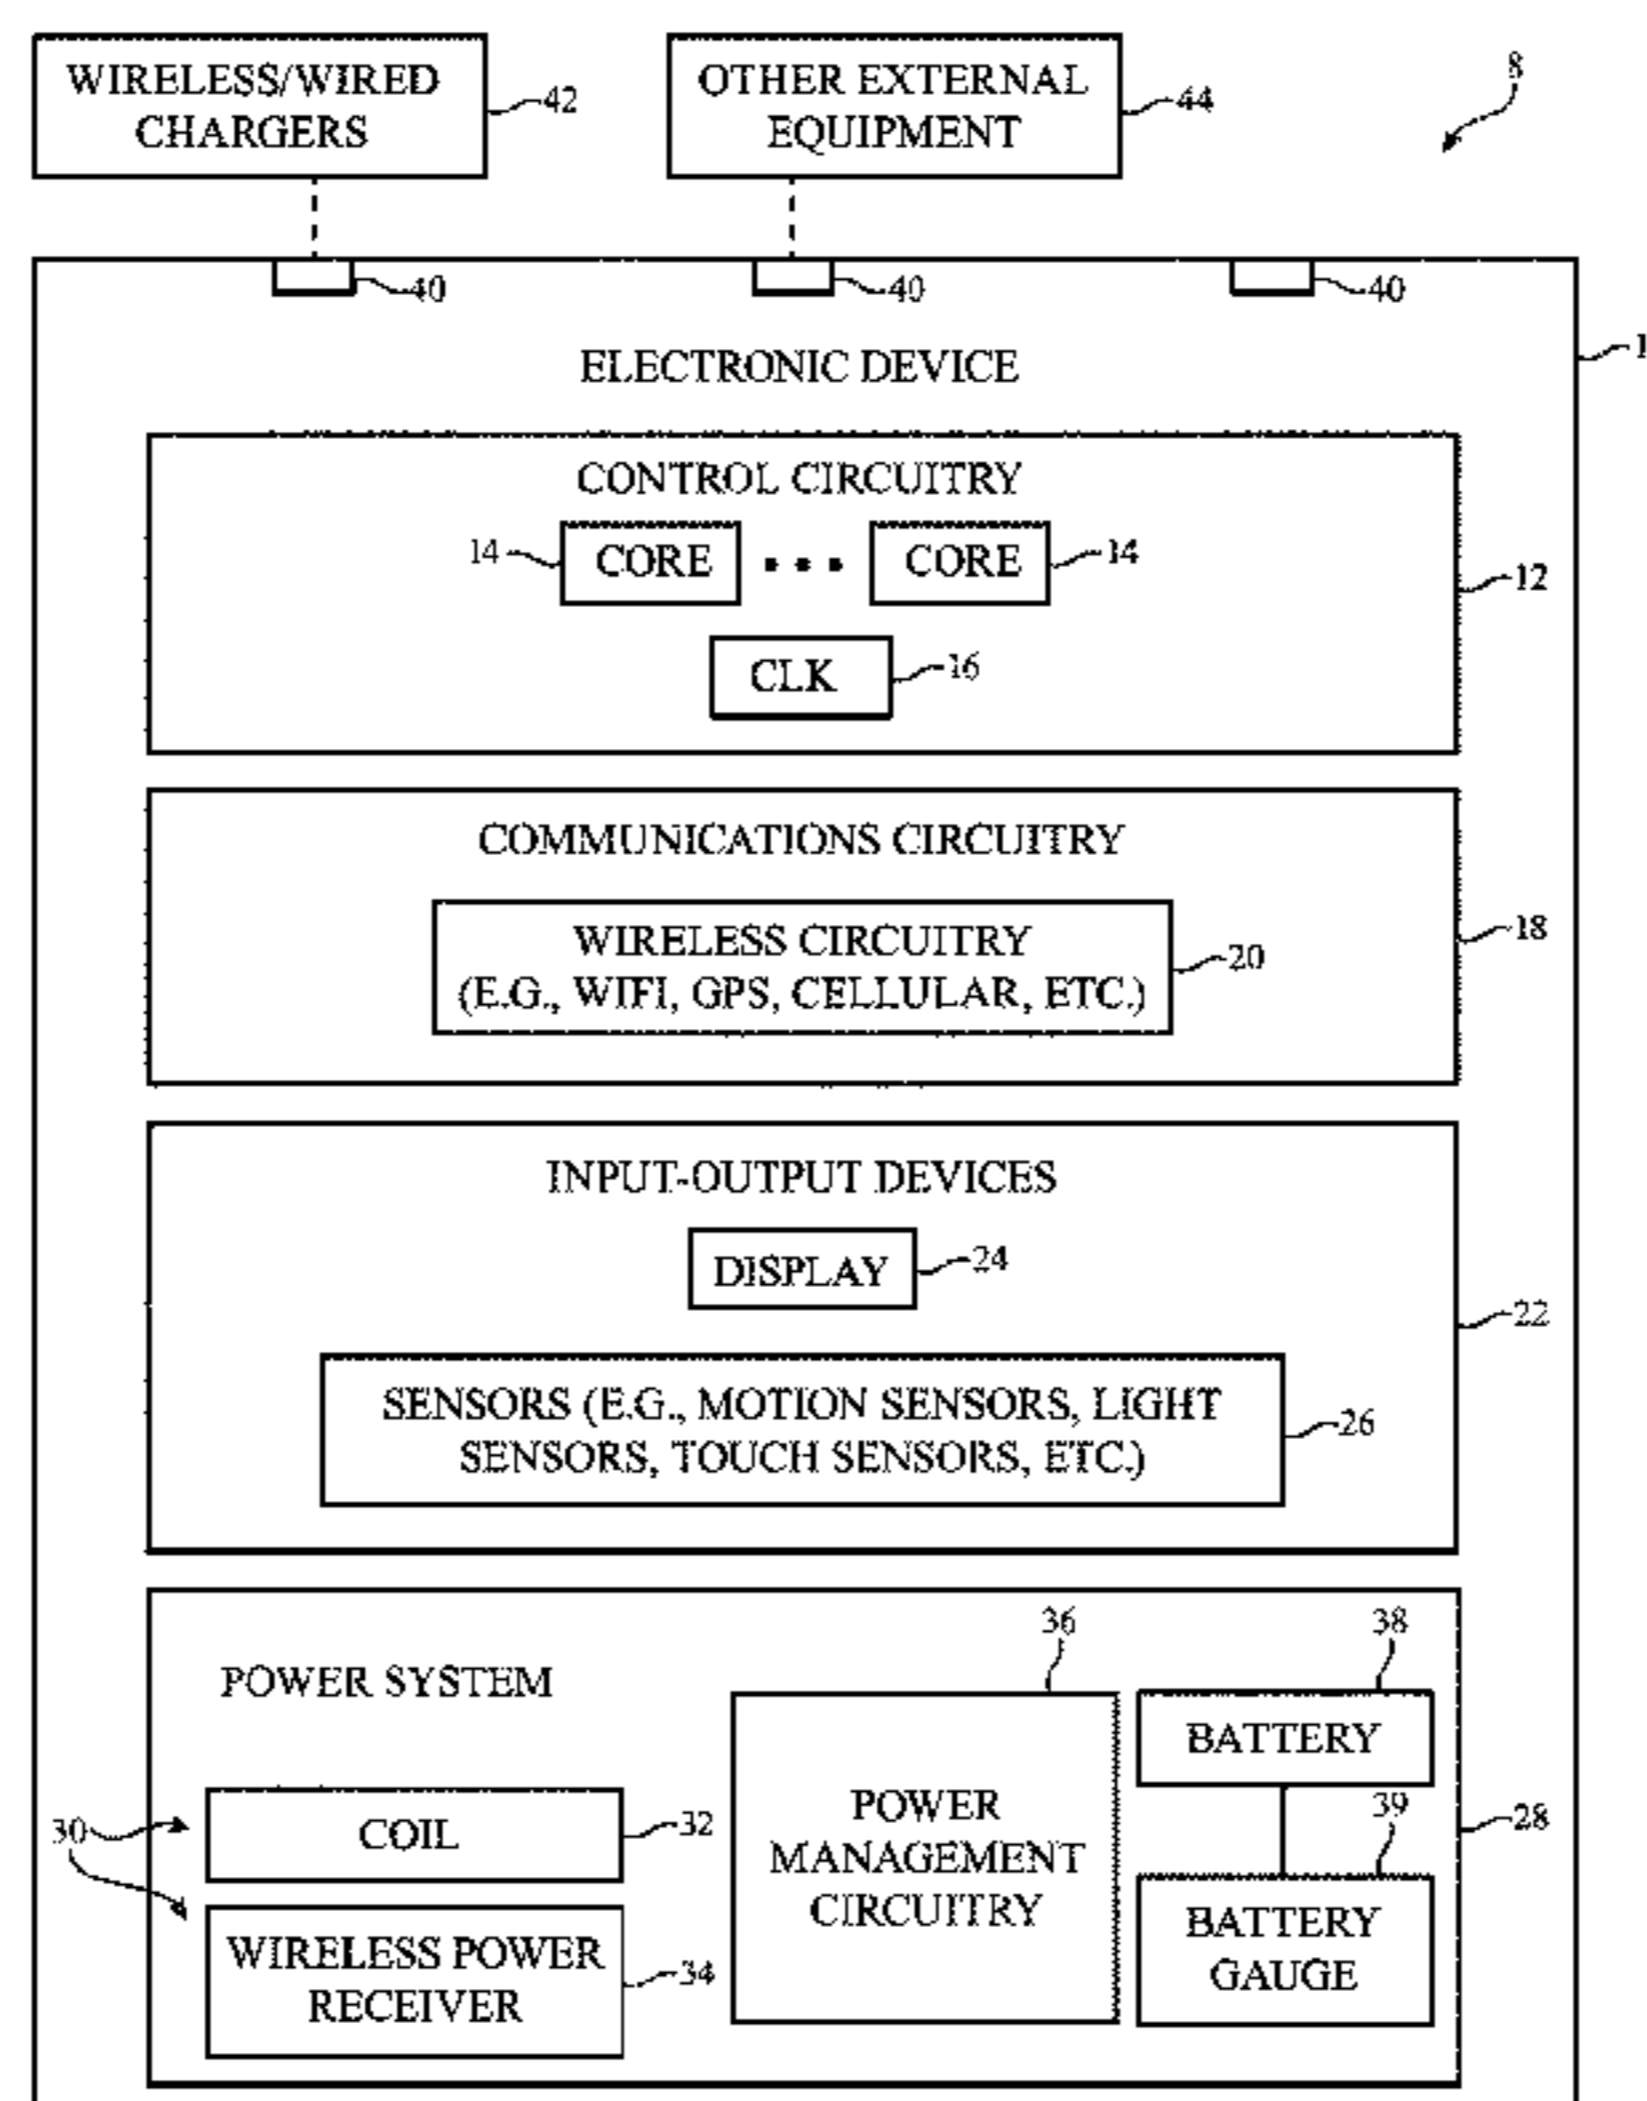 WIRELESS/WIRED
CHARGERS
42
OTHER EXTERNAL
EQUIPMENT
44
8
40
40
40
ELECTRONIC DEVICE
1
CONTROL CIRCUITRY
14
CORE
• • •
CORE
14
12
CLK
16
COMMUNICATIONS CIRCUITRY
WIRELESS CIRCUITRY
(E.G., WIFI, GPS, CELLULAR, ETC.)
20
18
INPUT-OUTPUT DEVICES
DISPLAY
24
22
SENSORS (E.G., MOTION SENSORS, LIGHT
SENSORS, TOUCH SENSORS, ETC.)
26
POWER SYSTEM
36
38
BATTERY
30
COIL
32
POWER
MANAGEMENT
CIRCUITRY
39
28
WIRELESS POWER
RECEIVER
34
BATTERY
GAUGE